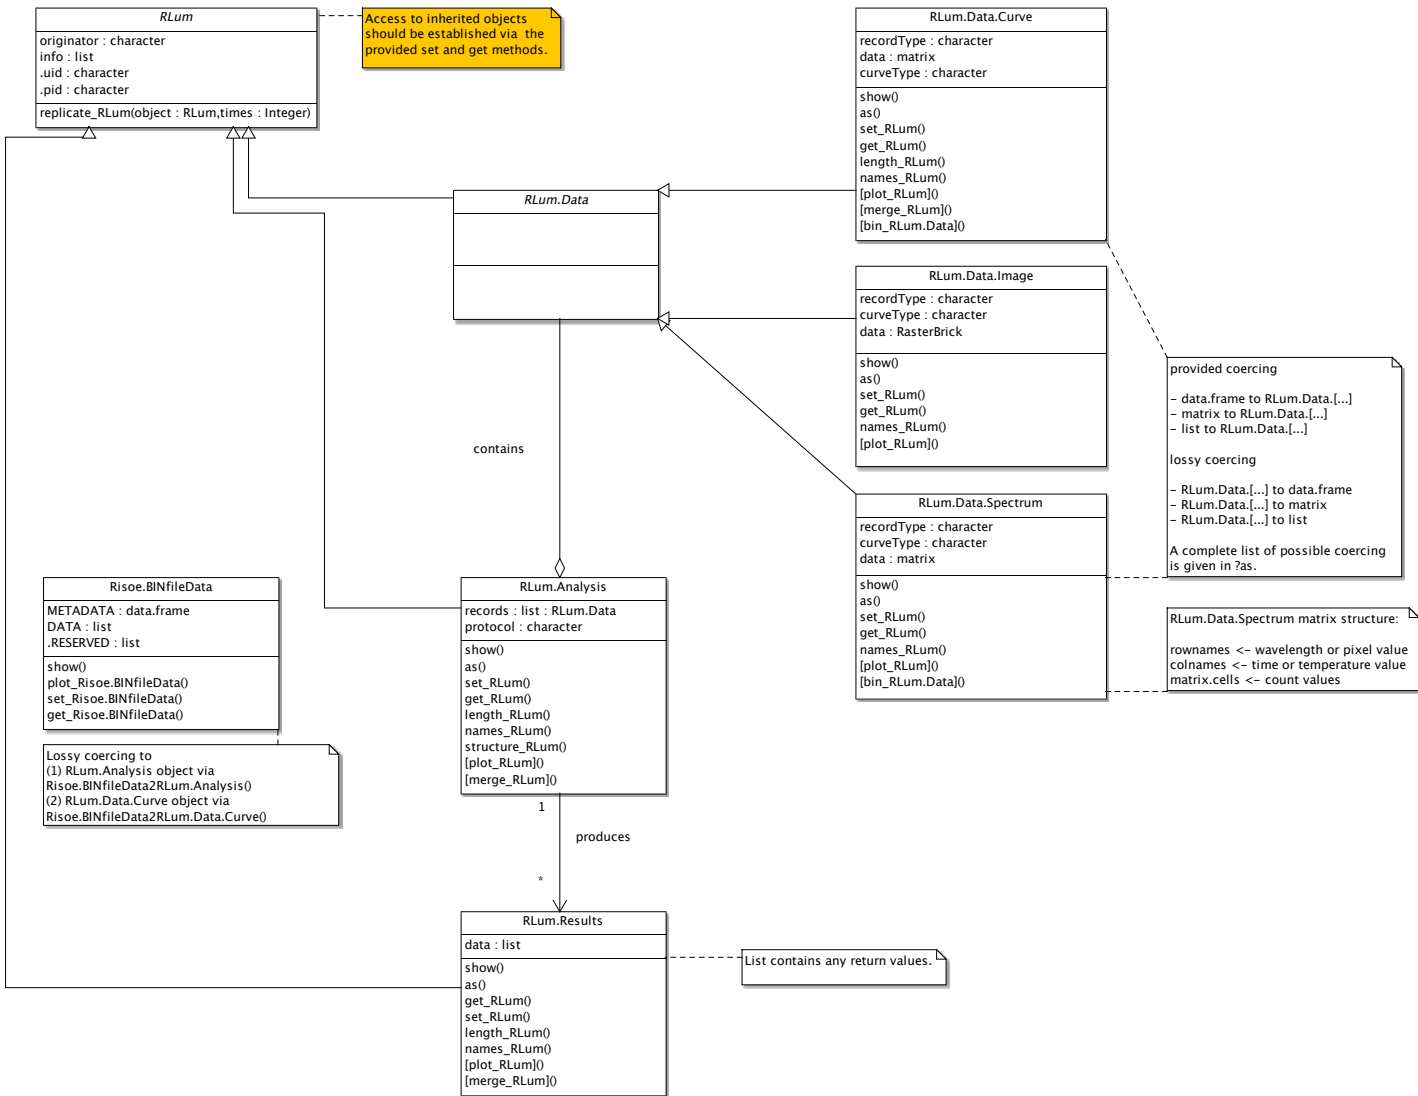 RLum
originator : character
info : list
.uid : character
.pid : character
replicate_RLum(object : RLum,times : Integer)
Access to inherited objects
should be established via  the
provided set and get methods.
RLum.Data
RLum.Data.Curve
recordType : character
data : matrix
curveType : character
show()
as()
set_RLum()
get_RLum()
length_RLum()
names_RLum()
[plot_RLum]()
[merge_RLum]()
[bin_RLum.Data]()
RLum.Data.Image
recordType : character
curveType : character
data : RasterBrick
show()
as()
set_RLum()
get_RLum()
names_RLum()
[plot_RLum]()
provided coercing
– data.frame to RLum.Data.[...]
– matrix to RLum.Data.[...]
– list to RLum.Data.[...]
lossy coercing
– RLum.Data.[...] to data.frame
– RLum.Data.[...] to matrix
– RLum.Data.[...] to list
A complete list of possible coercing
is given in ?as.
contains
RLum.Data.Spectrum
recordType : character
curveType : character
data : matrix
show()
as()
set_RLum()
get_RLum()
names_RLum()
[plot_RLum]()
[bin_RLum.Data]()
RLum.Data.Spectrum matrix structure:
rownames <- wavelength or pixel value
colnames <- time or temperature value
matrix.cells <- count values
Risoe.BINfileData
METADATA : data.frame
DATA : list
.RESERVED : list
show()
plot_Risoe.BINfileData()
set_Risoe.BINfileData()
get_Risoe.BINfileData()
Lossy coercing to
(1) RLum.Analysis object via
Risoe.BINfileData2RLum.Analysis()
(2) RLum.Data.Curve object via
Risoe.BINfileData2RLum.Data.Curve()
RLum.Analysis
records : list : RLum.Data
protocol : character
show()
as()
set_RLum()
get_RLum()
length_RLum()
names_RLum()
structure_RLum()
[plot_RLum]()
[merge_RLum]()
1
produces
*
RLum.Results
data : list
show()
as()
get_RLum()
set_RLum()
length_RLum()
names_RLum()
[plot_RLum]()
[merge_RLum]()
List contains any return values.